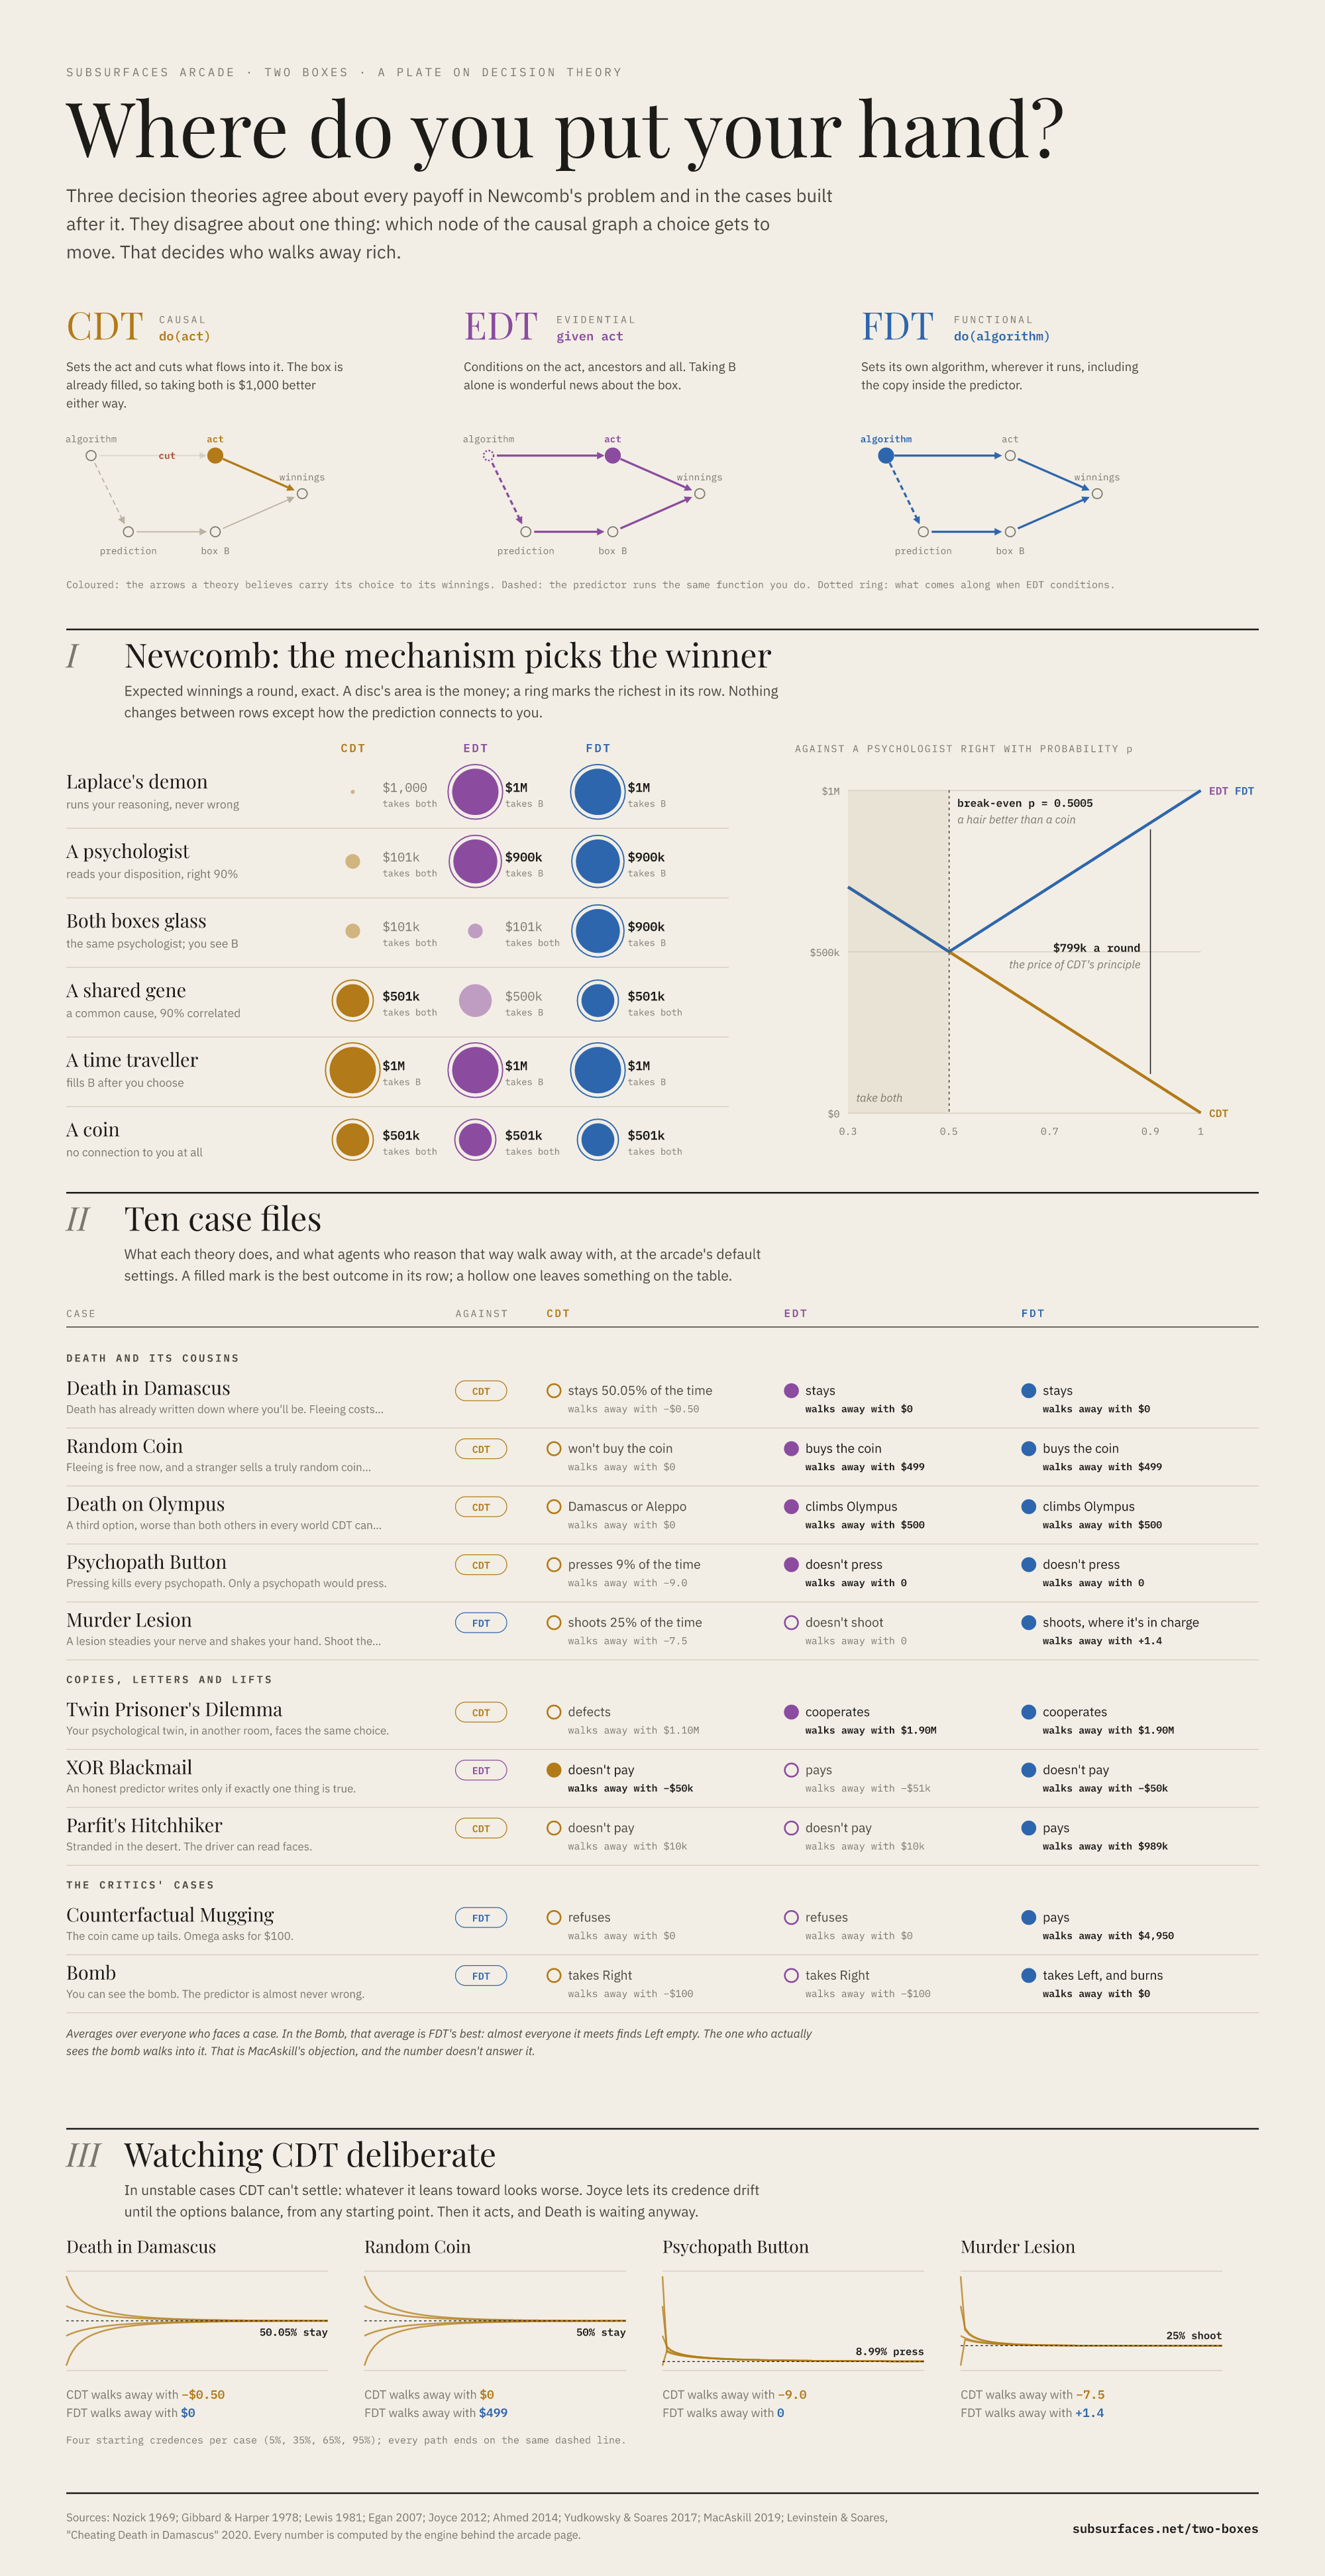 SUBSURFACES ARCADE · TWO BOXES · A PLATE ON DECISION THEORY
Where do you put your hand?
Three decision theories agree about every payoff in Newcomb's problem and in the cases built
after it. They disagree about one thing: which node of the causal graph a choice gets to
move. That decides who walks away rich.
CDT CAUSAL
do(act)
Sets the act and cuts what flows into it. The box is
already filled, so taking both is $1,000 better
either way.
algorithm act
cut
winnings
prediction box B
EDT EVIDENTIAL
given act
Conditions on the act, ancestors and all. Taking B
alone is wonderful news about the box.
algorithm act
winnings
prediction box B
FDT FUNCTIONAL
do(algorithm)
Sets its own algorithm, wherever it runs, including
the copy inside the predictor.
algorithm act
winnings
prediction box B
Coloured: the arrows a theory believes carry its choice to its winnings. Dashed: the predictor runs the same function you do. Dotted ring: what comes along when EDT conditions.
I Newcomb: the mechanism picks the winner
Expected winnings a round, exact. A disc's area is the money; a ring marks the richest in its row. Nothing
changes between rows except how the prediction connects to you.
CDT EDT FDT
Laplace's demon $1,000 $1M $1M
runs your reasoning, never wrong takes both takes B takes B
A psychologist $101k $900k $900k
reads your disposition, right 90% takes both takes B takes B
Both boxes glass $101k $101k $900k
the same psychologist; you see B takes both takes both takes B
A shared gene $501k $500k $501k
a common cause, 90% correlated takes both takes B takes both
A time traveller $1M $1M $1M
fills B after you choose takes B takes B takes B
A coin $501k $501k $501k
no connection to you at all takes both takes both takes both
AGAINST A PSYCHOLOGIST RIGHT WITH PROBABILITY p
$1M EDT FDT
break-even p = 0.5005
a hair better than a coin
$500k $799k a round
the price of CDT's principle
take both
$0 CDT
0.3 0.5 0.7 0.9 1
II Ten case files
What each theory does, and what agents who reason that way walk away with, at the arcade's default
settings. A filled mark is the best outcome in its row; a hollow one leaves something on the table.
CASE AGAINST CDT EDT FDT
DEATH AND ITS COUSINS
Death in Damascus CDT stays 50.05% of the time stays stays
Death has already written down where you'll be. Fleeing costs... walks away with −$0.50 walks away with $0 walks away with $0
Random Coin CDT won't buy the coin buys the coin buys the coin
Fleeing is free now, and a stranger sells a truly random coin... walks away with $0 walks away with $499 walks away with $499
Death on Olympus CDT Damascus or Aleppo climbs Olympus climbs Olympus
A third option, worse than both others in every world CDT can... walks away with $0 walks away with $500 walks away with $500
Psychopath Button CDT presses 9% of the time doesn't press doesn't press
Pressing kills every psychopath. Only a psychopath would press. walks away with −9.0 walks away with 0 walks away with 0
Murder Lesion FDT shoots 25% of the time doesn't shoot shoots, where it's in charge
A lesion steadies your nerve and shakes your hand. Shoot the... walks away with −7.5 walks away with 0 walks away with +1.4
COPIES, LETTERS AND LIFTS
Twin Prisoner's Dilemma CDT defects cooperates cooperates
Your psychological twin, in another room, faces the same choice. walks away with $1.10M walks away with $1.90M walks away with $1.90M
XOR Blackmail EDT doesn't pay pays doesn't pay
An honest predictor writes only if exactly one thing is true. walks away with −$50k walks away with −$51k walks away with −$50k
Parfit's Hitchhiker CDT doesn't pay doesn't pay pays
Stranded in the desert. The driver can read faces. walks away with $10k walks away with $10k walks away with $989k
THE CRITICS' CASES
Counterfactual Mugging FDT refuses refuses pays
The coin came up tails. Omega asks for $100. walks away with $0 walks away with $0 walks away with $4,950
Bomb FDT takes Right takes Right takes Left, and burns
You can see the bomb. The predictor is almost never wrong. walks away with −$100 walks away with −$100 walks away with $0
Averages over everyone who faces a case. In the Bomb, that average is FDT's best: almost everyone it meets finds Left empty. The one who actually
sees the bomb walks into it. That is MacAskill's objection, and the number doesn't answer it.
III Watching CDT deliberate
In unstable cases CDT can't settle: whatever it leans toward looks worse. Joyce lets its credence drift
until the options balance, from any starting point. Then it acts, and Death is waiting anyway.
Death in Damascus
50.05% stay
CDT walks away with −$0.50
FDT walks away with $0
Random Coin
50% stay
CDT walks away with $0
FDT walks away with $499
Psychopath Button
8.99% press
CDT walks away with −9.0
FDT walks away with 0
Murder Lesion
25% shoot
CDT walks away with −7.5
FDT walks away with +1.4
Four starting credences per case (5%, 35%, 65%, 95%); every path ends on the same dashed line.
Sources: Nozick 1969; Gibbard & Harper 1978; Lewis 1981; Egan 2007; Joyce 2012; Ahmed 2014; Yudkowsky & Soares 2017; MacAskill 2019; Levinstein & Soares,
"Cheating Death in Damascus" 2020. Every number is computed by the engine behind the arcade page.
subsurfaces.net/two-boxes